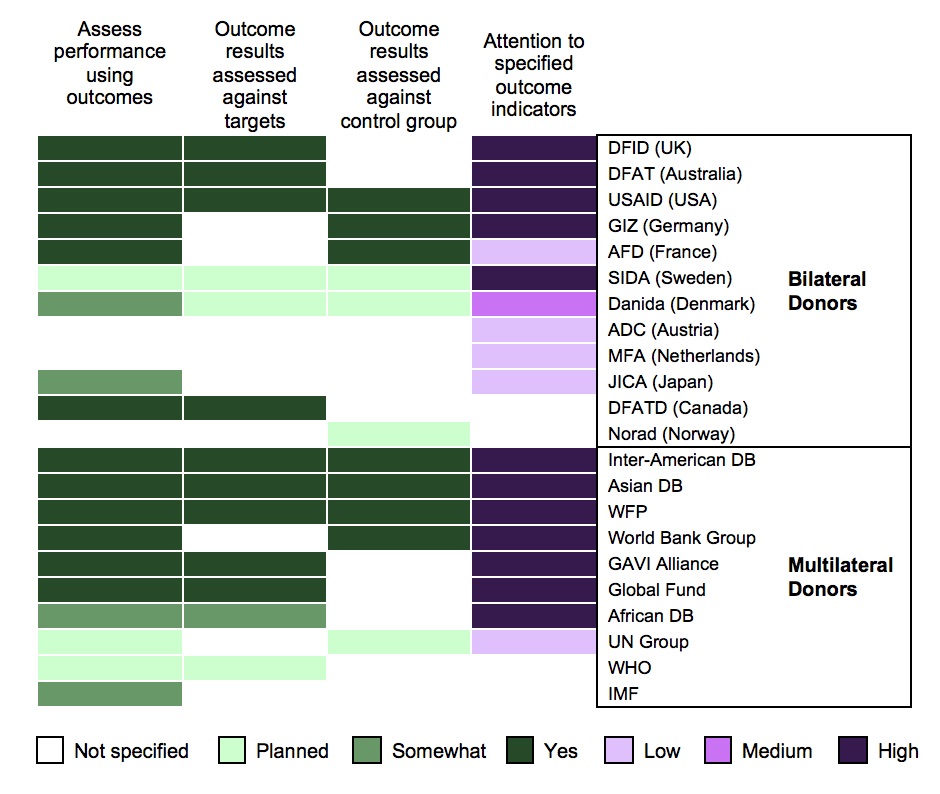 Assess
performance
using
outcomes
Outcome
results
assessed
against
targets
Outcome
results
assessed
against
control group
Attention to
specified
outcome
indicators
DFID (UK)
DFAT (Australia)
USAID (USA)
GIZ (Germany)
AFD (France)
SIDA (Sweden)
Danida (Denmark)
ADC (Austria)
MFA (Netherlands)
JICA (Japan)
DFATD (Canada)
Norad (Norway)
Bilateral
Donors
Inter-American DB
Asian DB
WFP
World Bank Group
GAVI Alliance
Global Fund
African DB
UN Group
WHO
IMF
Multilateral
Donors
Not specified
Planned
Somewhat
Yes
Low
Medium
High